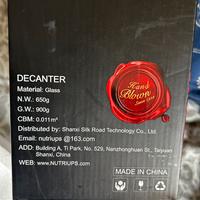 DECANTER
Material: Glass
N.W.: 650g
G.W.: 900g
CBM: 0.011m³
Distributed by: Shanxi Silk Road Technology Co., Ltd.
Email: nutriups @163.com
ADD: Building A, Ti Park, No. 529, Nanzhonghuan St., Taiyuan
Shanxi, China
Web: www.NUTRIUPS.com
Hand
Blown
MADE IN CHINA